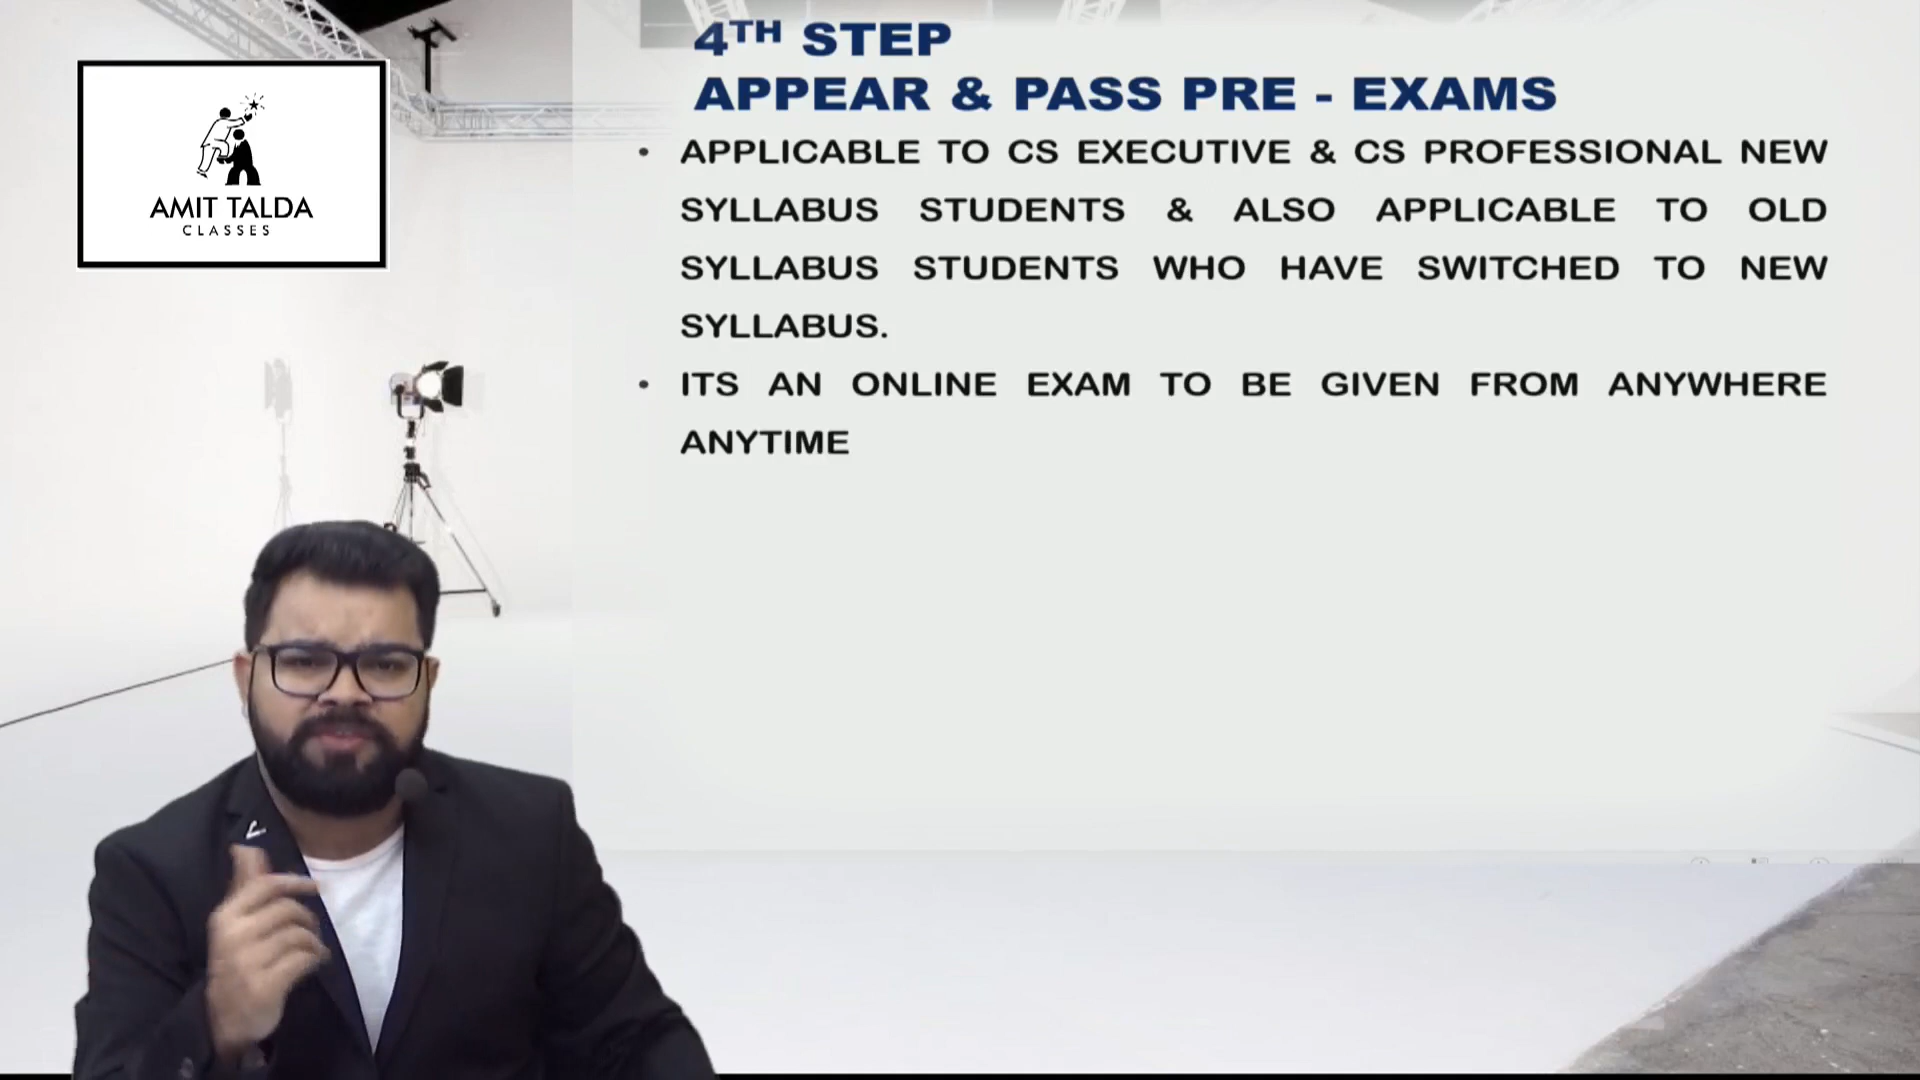 4TH STEP
APPEAR & PASS PRE - EXAMS
AMIT TALDA
CLASSES
• APPLICABLE TO CS EXECUTIVE & CS PROFESSIONAL NEW
SYLLABUS STUDENTS & ALSO APPLICABLE TO OLD
SYLLABUS STUDENTS WHO HAVE SWITCHED TO NEW
SYLLABUS.
• ITS AN ONLINE EXAM TO BE GIVEN FROM ANYWHERE
ANYTIME